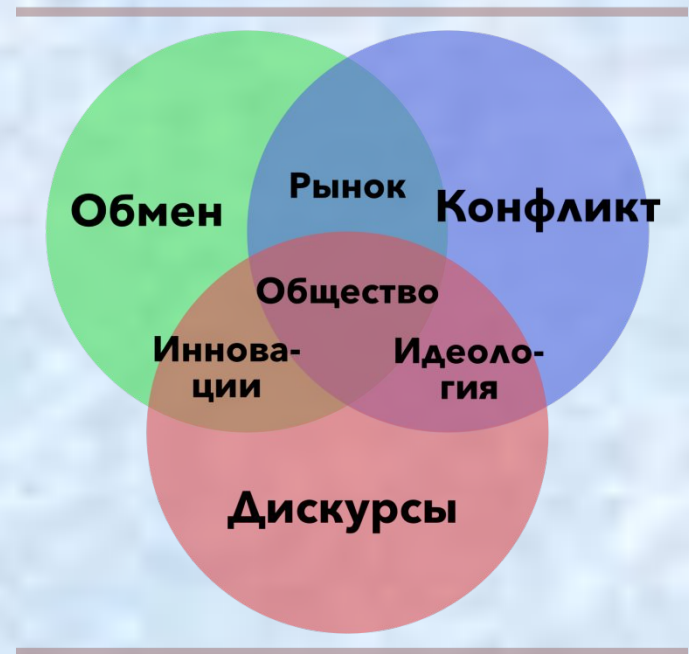 Рынок
Обмен
Конфликт
Общество
Иннова-
ции
Идеоло-
гия
Дискурсы